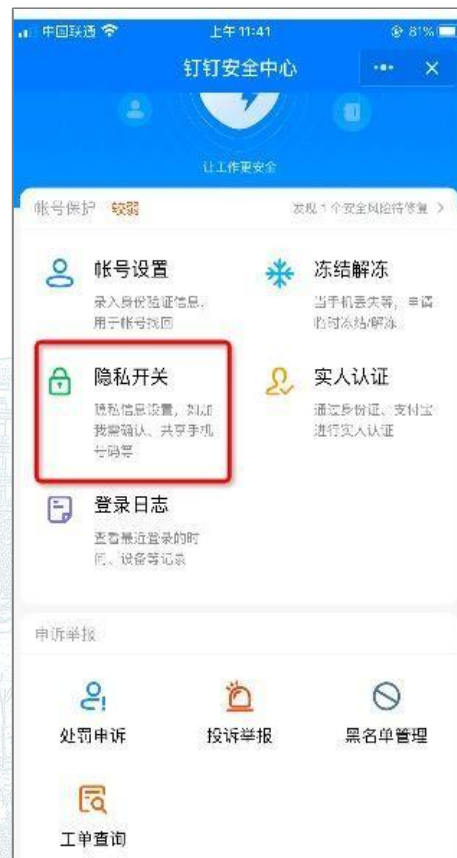 中国联通 上午11:41 81%
钉钉安全中心
让工作更安全
帐号保护 较弱 发现1个安全风险待修复 >
帐号设置
录入身份验证信息,
用于帐号找回
冻结解冻
当手机丢失等,申请
临时冻结/解冻
隐私开关
隐私信息设置,如加
我需确认、共享手机
号码等
实人认证
通过身份证、支付宝
进行实人认证
登录日志
查看最近登录的时
间、设备等记录
申诉举报
处罚申诉 投诉举报 黑名单管理
工单查询